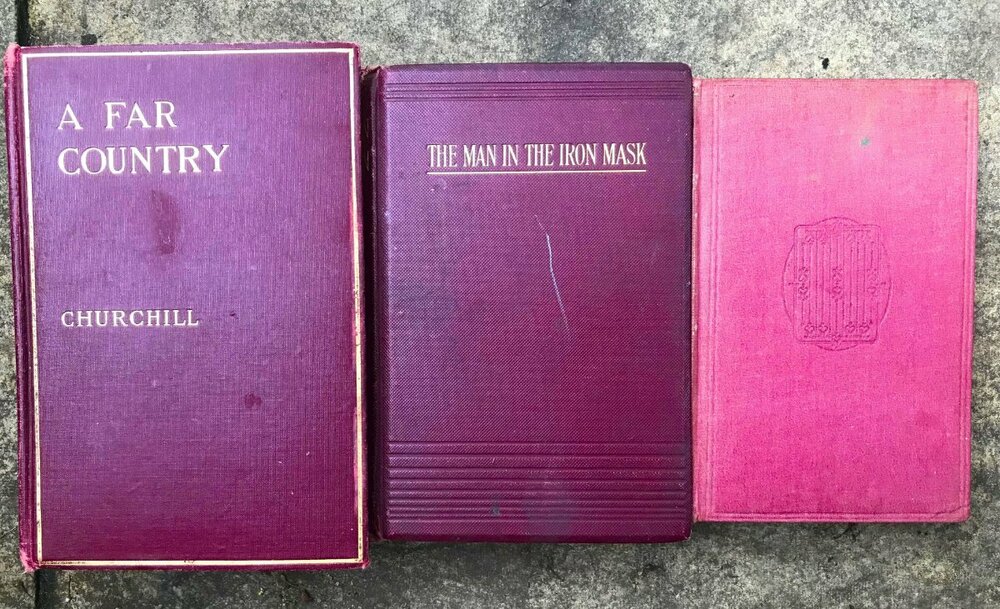 A FAR
COUNTRY
CHURCHILL
THE MAN IN THE IRON MASK